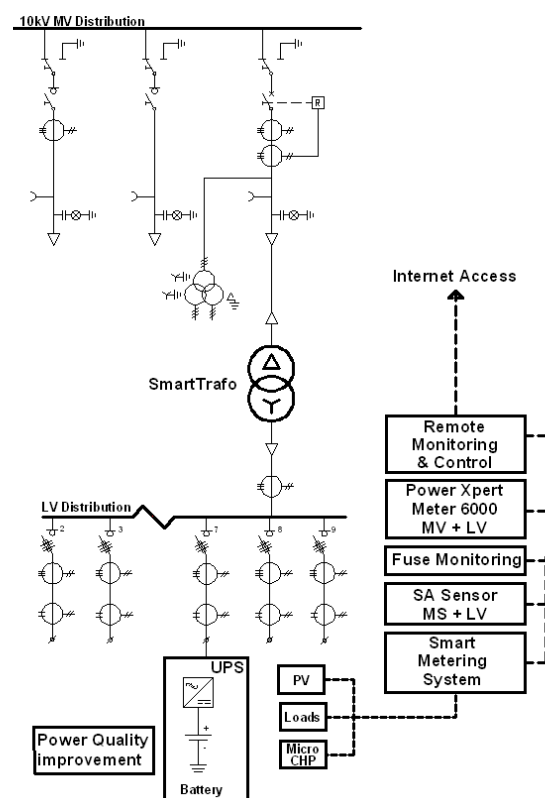 10kV MV Distribution
R
Internet Access
SmartTrafo
Remote
Monitoring
& Control
Power Xpert
Meter 6000
MV + LV
LV Distribution
2
3
7
8
9
Fuse Monitoring
SA Sensor
MS + LV
Smart
Metering
System
UPS
PV
Loads
Micro
CHP
+
-
Power Quality
improvement
Battery